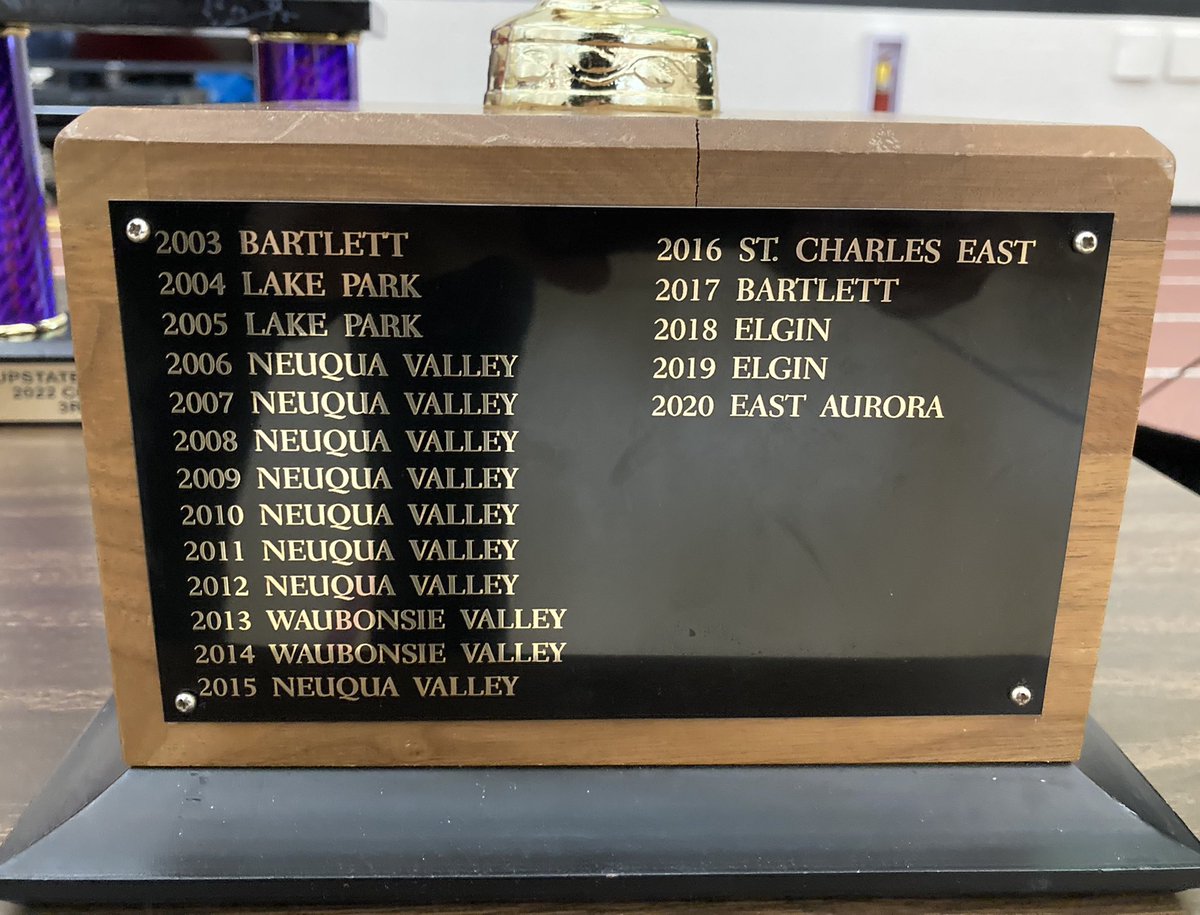 2003 BARTLETT
2004 LAKE PARK
2005 LAKE PARK
2006 NEUQUA VALLEY
2007 NEUQUA VALLEY
2008 NEUQUA VALLEY
2009 NEUQUA VALLEY
2010 NEUQUA VALLEY
2011 NEUQUA VALLEY
2012 NEUQUA VALLEY
2013 WAUBONSIE VALLEY
2014 WAUBONSIE VALLEY
2015 NEUQUA VALLEY
2016 ST. CHARLES EAST
2017 BARTLETT
2018 ELGIN
2019 ELGIN
2020 EAST AURORA
UPSTATE
2022